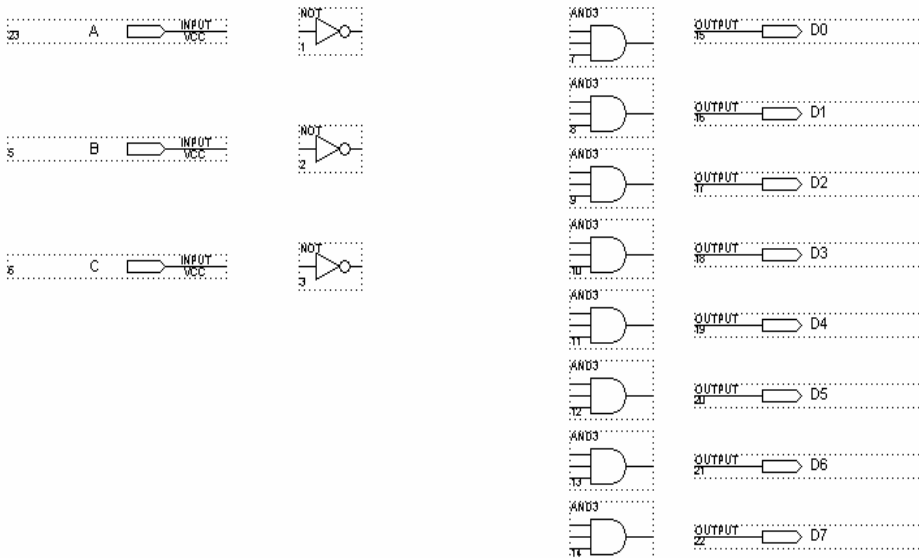 INPUT
VCC
23
A
NOT
1
AND3
7
OUTPUT
15
D0
AND3
8
OUTPUT
16
D1
INPUT
VCC
5
B
NOT
2
AND3
9
OUTPUT
17
D2
AND3
10
OUTPUT
18
D3
INPUT
VCC
6
C
NOT
3
AND3
11
OUTPUT
19
D4
AND3
12
OUTPUT
20
D5
AND3
13
OUTPUT
21
D6
AND3
14
OUTPUT
22
D7